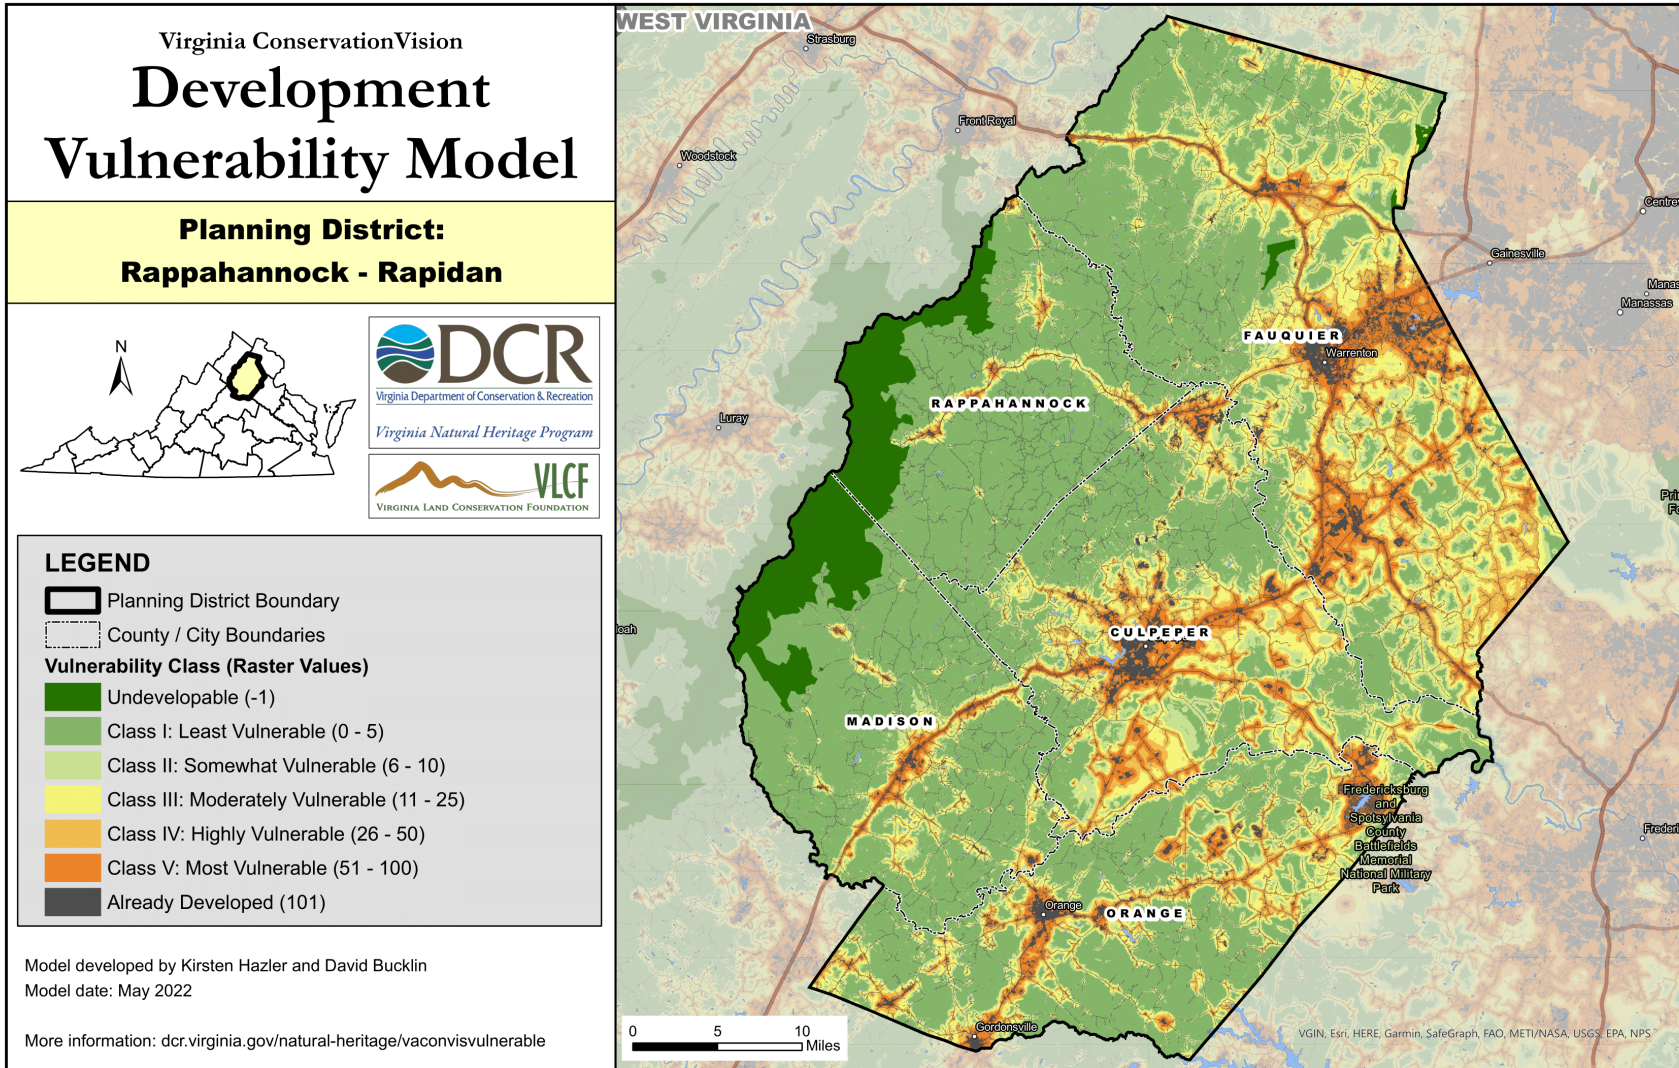 Virginia ConservationVision
Development
Vulnerability Model
Planning District:
Rappahannock - Rapidan
N
DCR
Virginia Department of Conservation & Recreation
Virginia Natural Heritage Program
VLCF
VIRGINIA LAND CONSERVATION FOUNDATION
LEGEND
Planning District Boundary
County / City Boundaries
Vulnerability Class (Raster Values)
Undevelopable (-1)
Class I: Least Vulnerable (0 - 5)
Class II: Somewhat Vulnerable (6 - 10)
Class III: Moderately Vulnerable (11 - 25)
Class IV: Highly Vulnerable (26 - 50)
Class V: Most Vulnerable (51 - 100)
Already Developed (101)
Model developed by Kirsten Hazler and David Bucklin
Model date: May 2022
More information: dcr.virginia.gov/natural-heritage/vaconvisvulnerable
WEST VIRGINIA
Strasburg
Front Royal
Woodstock
Centre
Gainesville
Manas
Manassas
FAUQUIER
Warrenton
RAPPAHANNOCK
Luray
Pri
Fo
oah
CULPEPER
MADISON
Fredericksburg
and
Spotsylvania
County
Battlefields
Memorial
National Military
Park
Frederi
Orange
ORANGE
Gordonsville
0 5 10
Miles
VGIN, Esri, HERE, Garmin, SafeGraph, FAO, METI/NASA, USGS, EPA, NPS